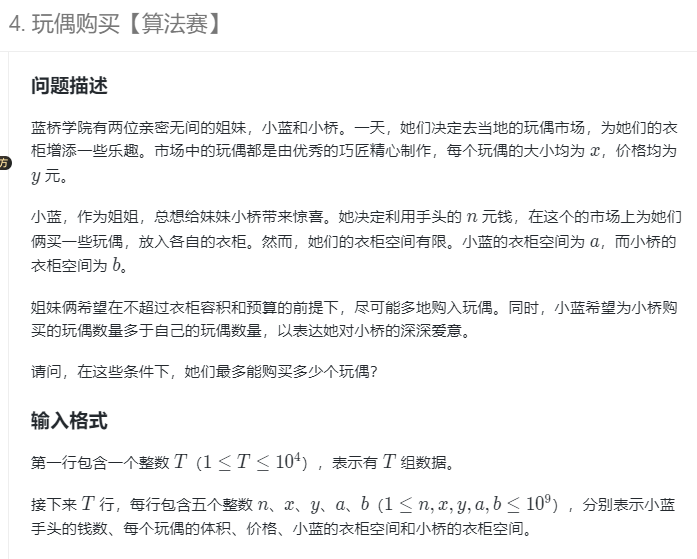 4. 玩偶购买【算法赛】
问题描述
蓝桥学院有两位亲密无间的姐妹，小蓝和小桥。一天，她们决定去当地的玩偶市场，为她们的衣
柜增添一些乐趣。市场中的玩偶都是由优秀的巧匠精心制作，每个玩偶的大小均为 x，价格均为
方
y 元。
小蓝，作为姐姐，总想给妹妹小桥带来惊喜。她决定利用手头的 n 元钱，在这个的市场上为她们
俩买一些玩偶，放入各自的衣柜。然而，她们的衣柜空间有限。小蓝的衣柜空间为 a，而小桥的
衣柜空间为 b。
姐妹俩希望在不超过衣柜容积和预算的前提下，尽可能多地购入玩偶。同时，小蓝希望为小桥购
买的玩偶数量多于自己的玩偶数量，以表达她对小桥的深深爱意。
请问，在这些条件下，她们最多能购买多少个玩偶？
输入格式
第一行包含一个整数 T（1 ≤ T ≤ 10⁴），表示有 T 组数据。
接下来 T 行，每行包含五个整数 n、x、y、a、b（1 ≤ n, x, y, a, b ≤ 10⁹），分别表示小蓝
手头的钱数、每个玩偶的体积、价格、小蓝的衣柜空间和小桥的衣柜空间。